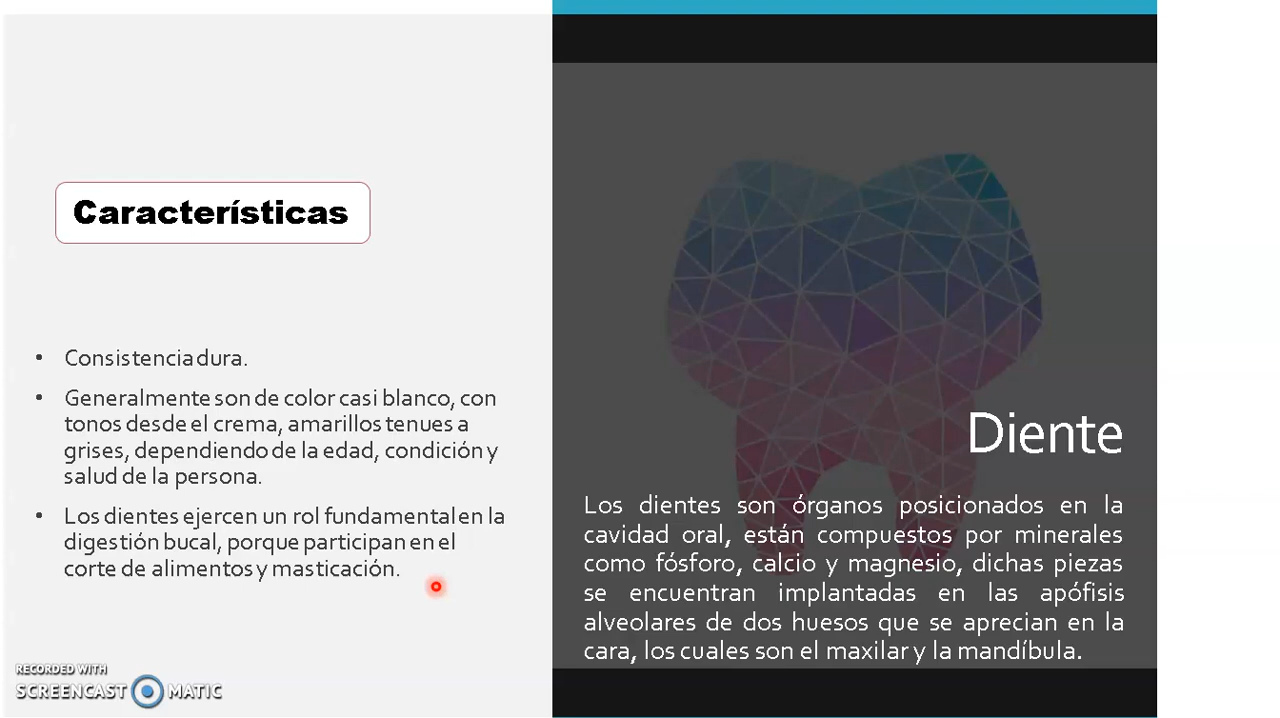 Características
• Consistencia dura.
• Generalmente son de color casi blanco, con
tonos desde el crema, amarillos tenues a
grises, dependiendo de la edad, condición y
salud de la persona.
• Los dientes ejercen un rol fundamental en la
digestión bucal, porque participan en el
corte de alimentos y masticación.
Diente
Los dientes son órganos posicionados en la
cavidad oral, están compuestos por minerales
como fósforo, calcio y magnesio, dichas piezas
se encuentran implantadas en las apófisis
alveolares de dos huesos que se aprecian en la
cara, los cuales son el maxilar y la mandíbula.
RECORDED WITH
SCREENCAST MATIC